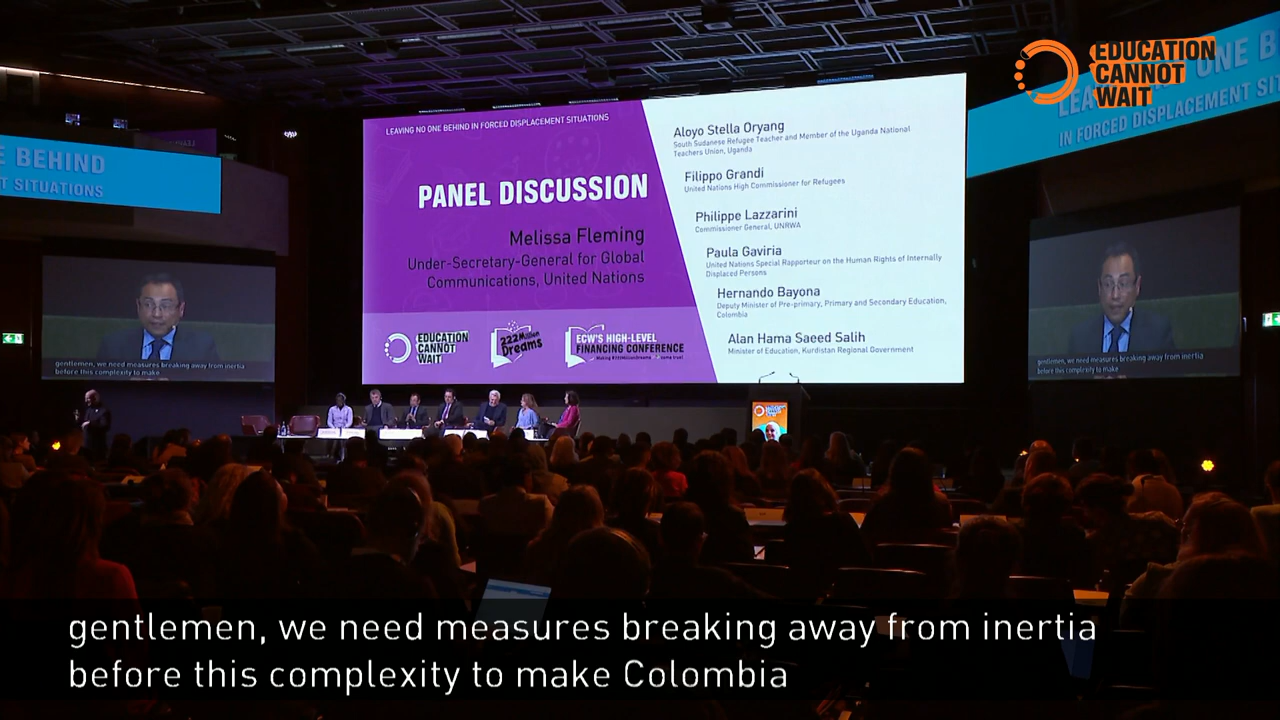 EDUCATION
CANNOT
WAIT
E BEHIND
T SITUATIONS
ONE B
IN FORCED DISPLACEMENT SIT
LEAVING NO ONE BEHIND IN FORCED DISPLACEMENT SITUATIONS
PANEL DISCUSSION
Melissa Fleming
Under-Secretary-General for Global
Communications, United Nations
EDUCATION
CANNOT
WAIT
222 Million
Dreams
ECW'S HIGH-LEVEL
FINANCING CONFERENCE
Aloyo Stella Oryang
South Sudanese Refugee Teacher and Member of the Uganda National
Teachers Union, Uganda
Filippo Grandi
United Nations High Commissioner for Refugees
Philippe Lazzarini
Commissioner General, UNRWA
Paula Gaviria
United Nations Special Rapporteur on the Human Rights of Internally
Displaced Persons
Hernando Bayona
Deputy Minister of Pre-primary, Primary and Secondary Education,
Colombia
Alan Hama Saeed Salih
Minister of Education, Kurdistan Regional Government
gentlemen, we need measures breaking away from inertia
before this complexity to make
gentlemen, we need measures breaking away from inertia
before this complexity to make
gentlemen, we need measures breaking away from inertia
before this complexity to make Colombia